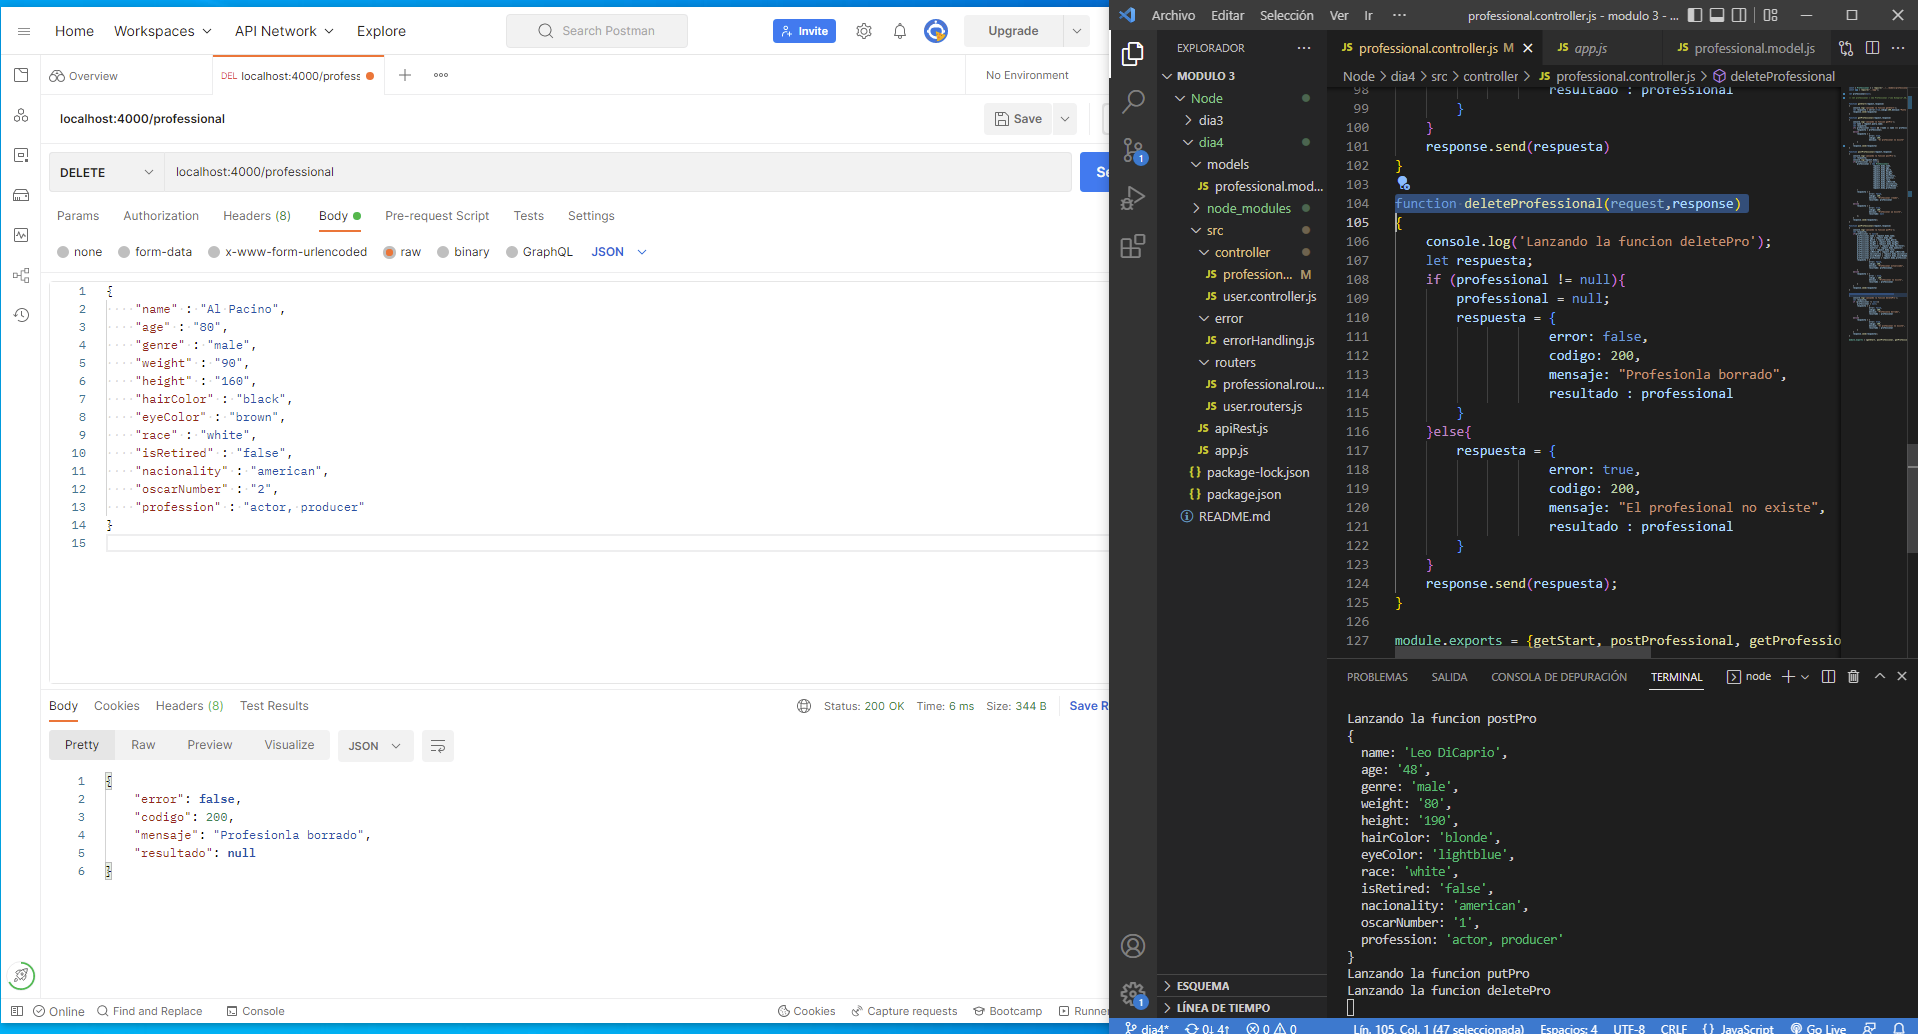 Home Workspaces API Network Explore Search Postman Invite Upgrade
Overview DEL localhost:4000/profess No Environment
localhost:4000/professional Save
DELETE localhost:4000/professional
Params Authorization Headers (8) Body Pre-request Script Tests Settings
none form-data x-www-form-urlencoded raw binary GraphQL JSON
1 {
2 "name" : "Al Pacino",
3 "age" : "80",
4 "genre" : "male",
5 "weight" : "90",
6 "height" : "160",
7 "hairColor" : "black",
8 "eyeColor" : "brown",
9 "race" : "white",
10 "isRetired" : "false",
11 "nacionality" : "american",
12 "oscarNumber" : "2",
13 "profession" : "actor, producer"
14 }
15
Body Cookies Headers (8) Test Results Status: 200 OK Time: 6 ms Size: 344 B Save R
Pretty Raw Preview Visualize JSON
1 {
2 "error": false,
3 "codigo": 200,
4 "mensaje": "Profesionla borrado",
5 "resultado": null
6 }
Online Find and Replace Console Cookies Capture requests Bootcamp Runner
Archivo Editar Selección Ver Ir ··· professional.controller.js - modulo 3 - ...
EXPLORADOR ···
MODULO 3
Node
dia3
dia4
models
JS professional.mod...
node_modules
src
controller
JS profession... M
JS user.controller.js
error
JS errorHandling.js
routers
JS professional.rou...
JS user.routers.js
JS apiRest.js
JS app.js
{} package-lock.json
{} package.json
README.md
ESQUEMA
LÍNEA DE TIEMPO
JS professional.controller.js M JS app.js JS professional.model.js
Node > dia4 > src > controller > JS professional.controller.js > deleteProfessional
98 resultado : professional
99 }
100 }
101 response.send(respuesta)
102 }
103
104 function deleteProfessional(request,response)
105 {
106 console.log('Lanzando la funcion deletePro');
107 let respuesta;
108 if (professional != null){
109 professional = null;
110 respuesta = {
111 error: false,
112 codigo: 200,
113 mensaje: "Profesionla borrado",
114 resultado : professional
115 }
116 }else{
117 respuesta = {
118 error: true,
119 codigo: 200,
120 mensaje: "El profesional no existe",
121 resultado : professional
122 }
123 }
124 response.send(respuesta);
125 }
126
127 module.exports = {getStart, postProfessional, getProfessio
PROBLEMAS SALIDA CONSOLA DE DEPURACIÓN TERMINAL node
Lanzando la funcion postPro
{
name: 'Leo DiCaprio',
age: '48',
genre: 'male',
weight: '80',
height: '190',
hairColor: 'blonde',
eyeColor: 'lightblue',
race: 'white',
isRetired: 'false',
nacionality: 'american',
oscarNumber: '1',
profession: 'actor, producer'
}
Lanzando la funcion putPro
Lanzando la funcion deletePro
dia4* 0↓ 4↑ 0 0 Lín. 105, Col. 1 (47 seleccionada) Espacios: 4 UTF-8 CRLF {} JavaScript Go Live